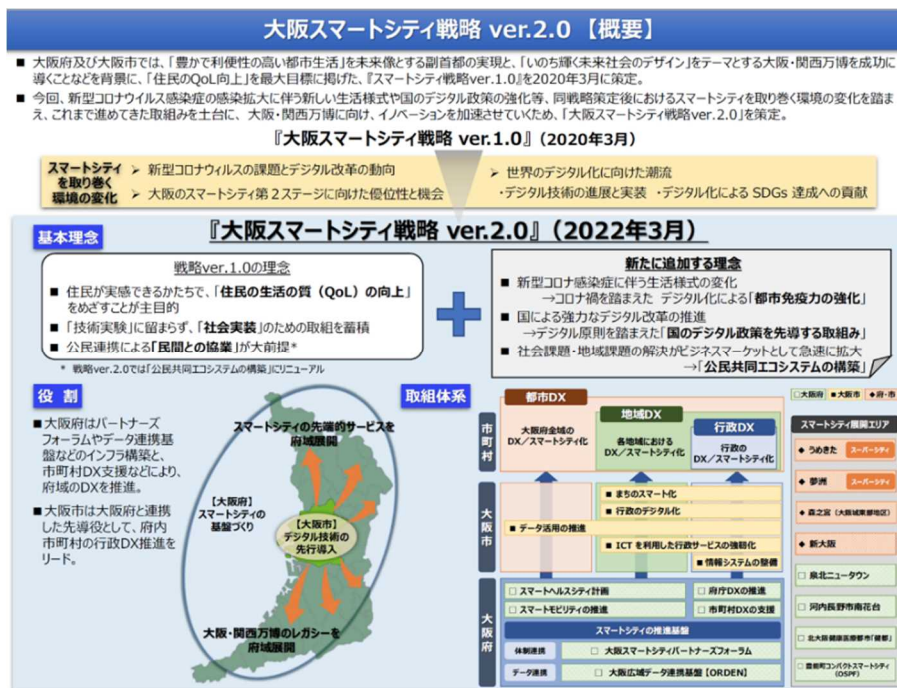 大阪スマートシティ戦略 ver.2.0 【概要】
■ 大阪府及び大阪市では、「豊かで利便性の高い都市生活」を未来像とする副首都の実現と、「いのち輝く未来社会のデザイン」をテーマとする大阪・関西万博を成功に
導くことなどを背景に、「住民のQoL向上」を最大目標に掲げた、『スマートシティ戦略ver.1.0』を2020年3月に策定。
■ 今回、新型コロナウイルス感染症の感染拡大に伴う新しい生活様式や国のデジタル政策の強化等、同戦略策定後におけるスマートシティを取り巻く環境の変化を踏ま
え、これまで進めてきた取組みを土台に、大阪・関西万博に向け、イノベーションを加速させていくため、「大阪スマートシティ戦略ver.2.0」を策定。
『大阪スマートシティ戦略 ver.1.0』（2020年3月）
スマートシティ
を取り巻く
環境の変化
➢ 新型コロナウィルスの課題とデジタル改革の動向
➢ 大阪のスマートシティ第２ステージに向けた優位性と機会
➢ 世界のデジタル化に向けた潮流
・デジタル技術の進展と実装 ・デジタル化による SDGs 達成への貢献
『大阪スマートシティ戦略 ver.2.0』（2022年3月）
基本理念
戦略ver.1.0の理念
■ 住民が実感できるかたちで、「住民の生活の質（QoL）の向上」
をめざすことが主目的
■ 「技術実験」に留まらず、「社会実装」のための取組を蓄積
■ 公民連携による「民間との協業」が大前提*
* 戦略ver.2.0では「公民共同エコシステムの構築」にリニューアル
新たに追加する理念
■ 新型コロナ感染症に伴う生活様式の変化
→コロナ禍を踏まえた デジタル化による「都市免疫力の強化」
■ 国による強力なデジタル改革の推進
→デジタル原則を踏まえた「国のデジタル政策を先導する取組み」
■ 社会課題・地域課題の解決がビジネスマーケットとして急速に拡大
→「公民共同エコシステムの構築」
役 割
■大阪府はパートナーズ
フォーラムやデータ連携基
盤などのインフラ構築と、
市町村DX支援などにより、
府域のDXを推進。
■大阪市は大阪府と連携
した先導役として、府内
市町村の行政DX推進を
リード。
スマートシティの先端的サービスを
府域展開
【大阪府】
スマートシティの
基盤づくり
【大阪市】
デジタル技術の
先行導入
大阪・関西万博のレガシーを
府域展開
取組体系
市町村
都市DX
大阪府全域の
DX／スマートシティ化
地域DX
各地域における
DX／スマートシティ化
行政DX
行政の
DX／スマートシティ化
大阪市
■ まちのスマート化
■ 行政のデジタル化
■ データ活用の推進
■ ICT を利用した行政サービスの強靭化
■ 情報システムの整備
大阪府
□ スマートヘルスシティ計画
□ 府庁DXの推進
□ スマートモビリティの推進
□ 市町村DXの支援
スマートシティの推進基盤
体制連携
□ 大阪スマートシティパートナーズフォーラム
データ連携
□ 大阪広域データ連携基盤【ORDEN】
□大阪府 ■大阪市 ◆府・市
スマートシティ展開エリア
◆ うめきた スーパーシティ
◆ 夢洲 スーパーシティ
◆ 森之宮（大阪城東部地区）
◆ 新大阪
□ 泉北ニュータウン
□ 河内長野市南花台
□ 北大阪健康医療都市「健都」
□ 豊能町コンパクトスマートシティ
(OSPF)